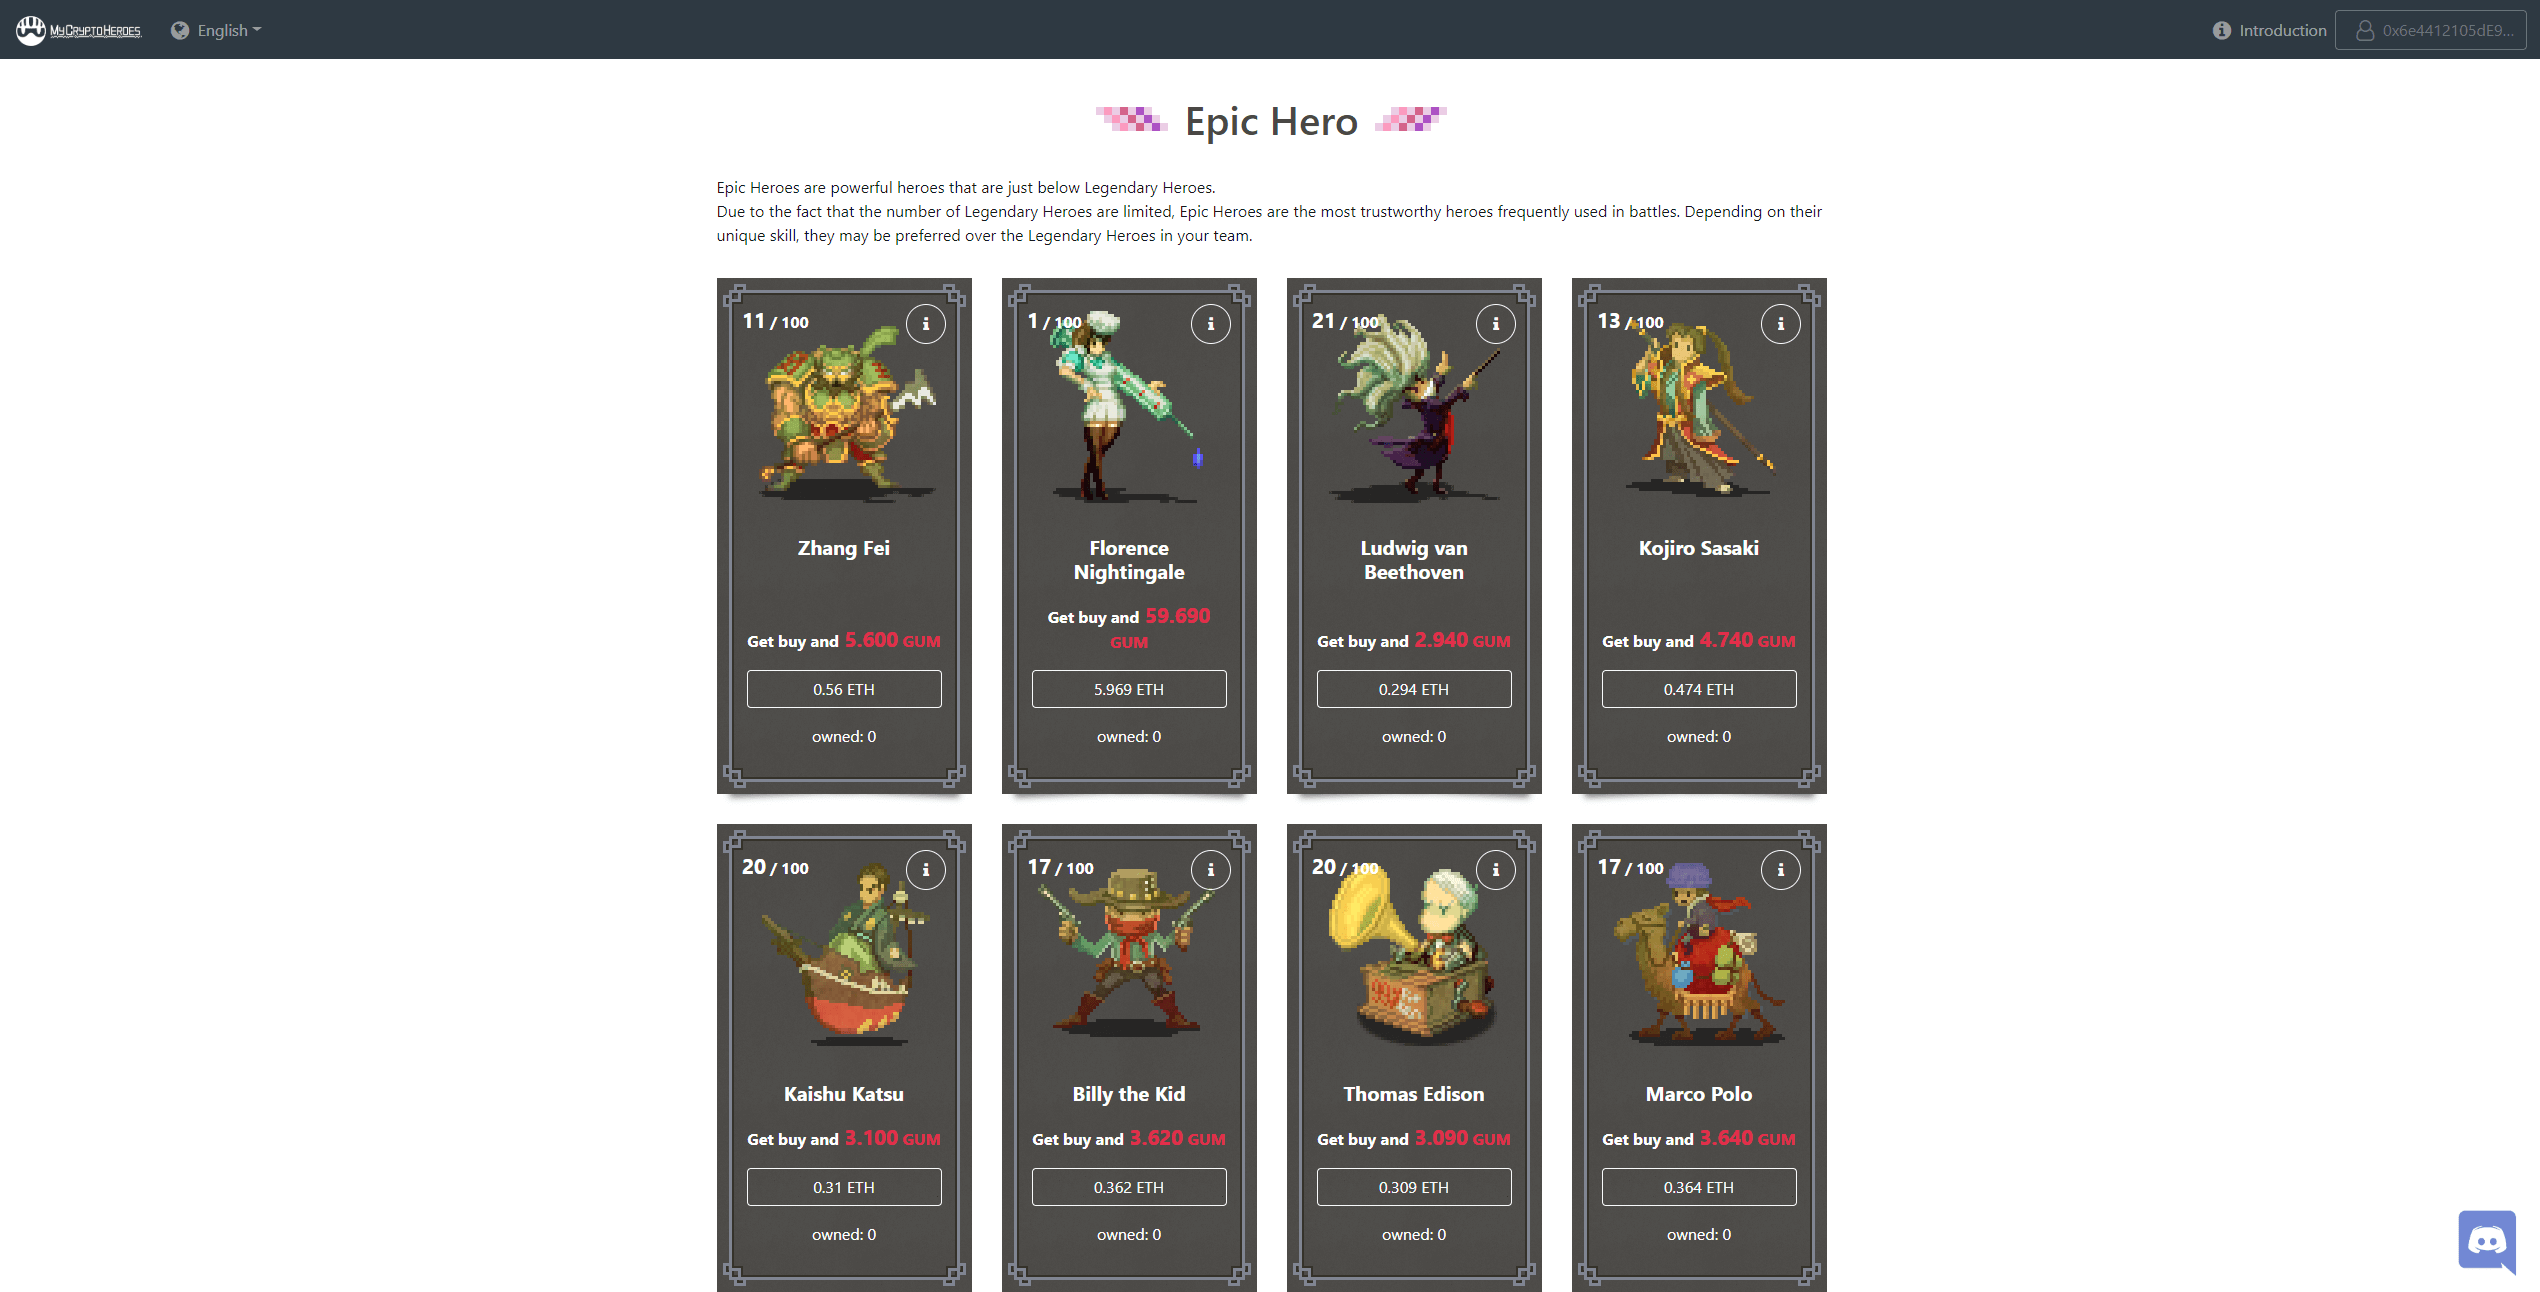 MYCRYPTOHEROES English Introduction 0x6e4412105dE9...
Epic Hero
Epic Heroes are powerful heroes that are just below Legendary Heroes.
Due to the fact that the number of Legendary Heroes are limited, Epic Heroes are the most trustworthy heroes frequently used in battles. Depending on their
unique skill, they may be preferred over the Legendary Heroes in your team.
11 / 100
Zhang Fei
Get buy and 5.600 GUM
0.56 ETH
owned: 0
1 / 100
Florence
Nightingale
Get buy and 59.690
GUM
5.969 ETH
owned: 0
21 / 100
Ludwig van
Beethoven
Get buy and 2.940 GUM
0.294 ETH
owned: 0
13 / 100
Kojiro Sasaki
Get buy and 4.740 GUM
0.474 ETH
owned: 0
20 / 100
Kaishu Katsu
Get buy and 3.100 GUM
0.31 ETH
owned: 0
17 / 100
Billy the Kid
Get buy and 3.620 GUM
0.362 ETH
owned: 0
20 / 100
Thomas Edison
Get buy and 3.090 GUM
0.309 ETH
owned: 0
17 / 100
Marco Polo
Get buy and 3.640 GUM
0.364 ETH
owned: 0